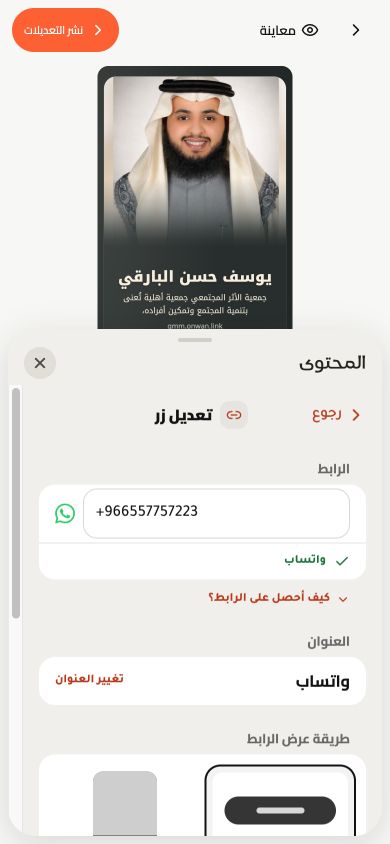 معاينة
نشر التعديلات
يوسف حسن البارقي
جمعية الأثر المجتمعي جمعية أهلية تُعنى
بتنمية المجتمع وتمكين أفراده،
qmm.onwan.link
المحتوى
رجوع
تعديل زر
الرابط
+966557757223
واتساب
كيف أحصل على الرابط؟
العنوان
واتساب
تغيير العنوان
طريقة عرض الرابط